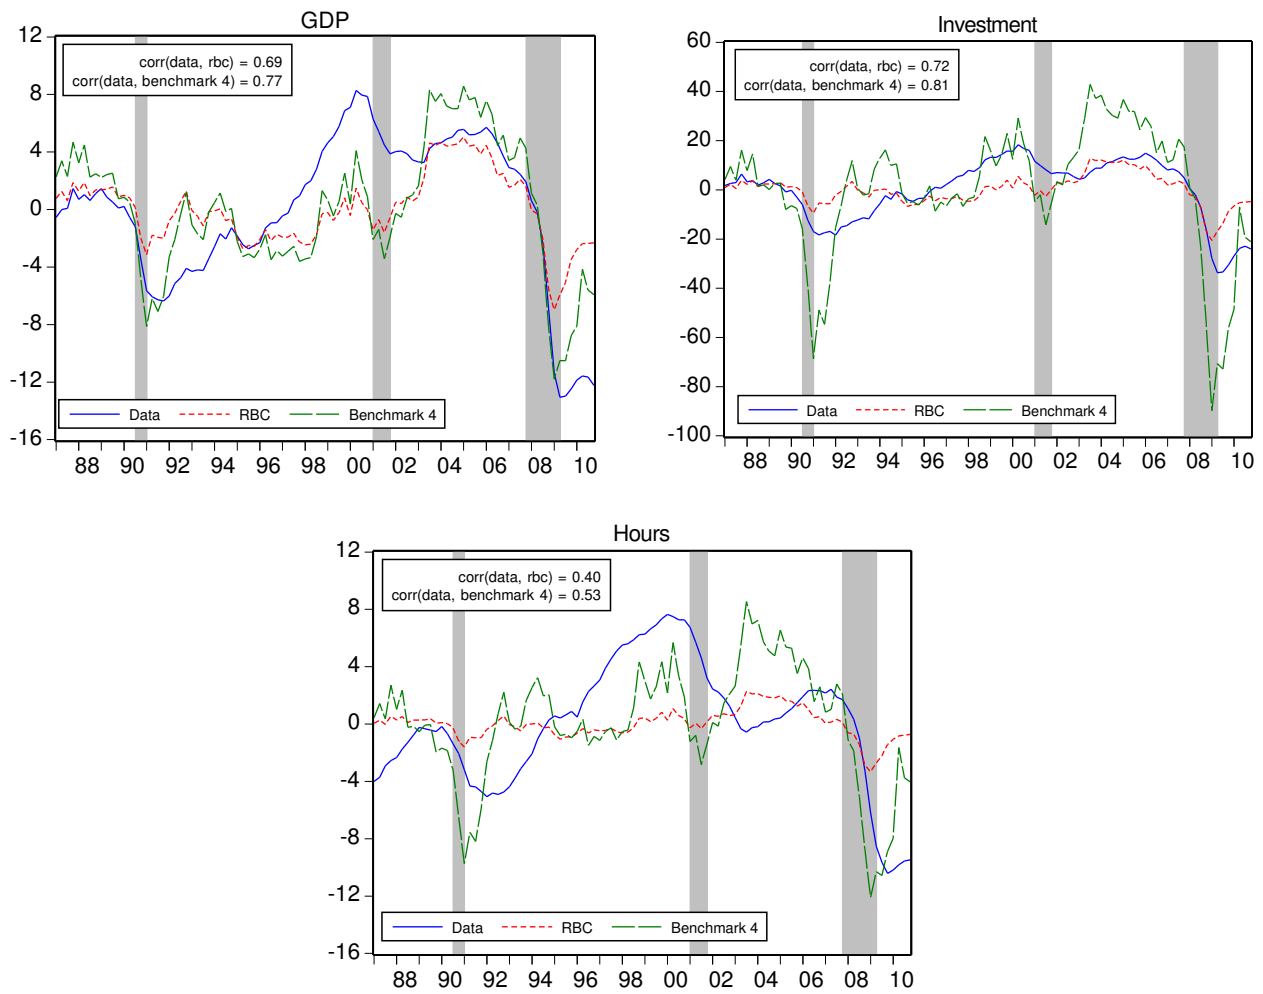 GDP
12
8
4
0
-4
-8
-12
-16
corr(data, rbc) = 0.69
corr(data, benchmark 4) = 0.77
Data RBC Benchmark 4
88 90 92 94 96 98 00 02 04 06 08 10
Investment
60
40
20
0
-20
-40
-60
-80
-100
corr(data, rbc) = 0.72
corr(data, benchmark 4) = 0.81
Data RBC Benchmark 4
88 90 92 94 96 98 00 02 04 06 08 10
Hours
12
8
4
0
-4
-8
-12
-16
corr(data, rbc) = 0.40
corr(data, benchmark 4) = 0.53
Data RBC Benchmark 4
88 90 92 94 96 98 00 02 04 06 08 10